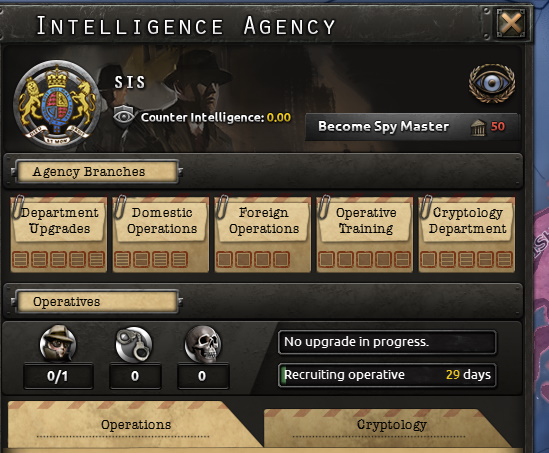 Intelligence Agency
SIS
Counter Intelligence: 0.00
Become Spy Master 50
Agency Branches
Department Upgrades
Domestic Operations
Foreign Operations
Operative Training
Cryptology Department
Operatives
No upgrade in progress.
0/1 0 0
Recruiting operative 29 days
Operations Cryptology